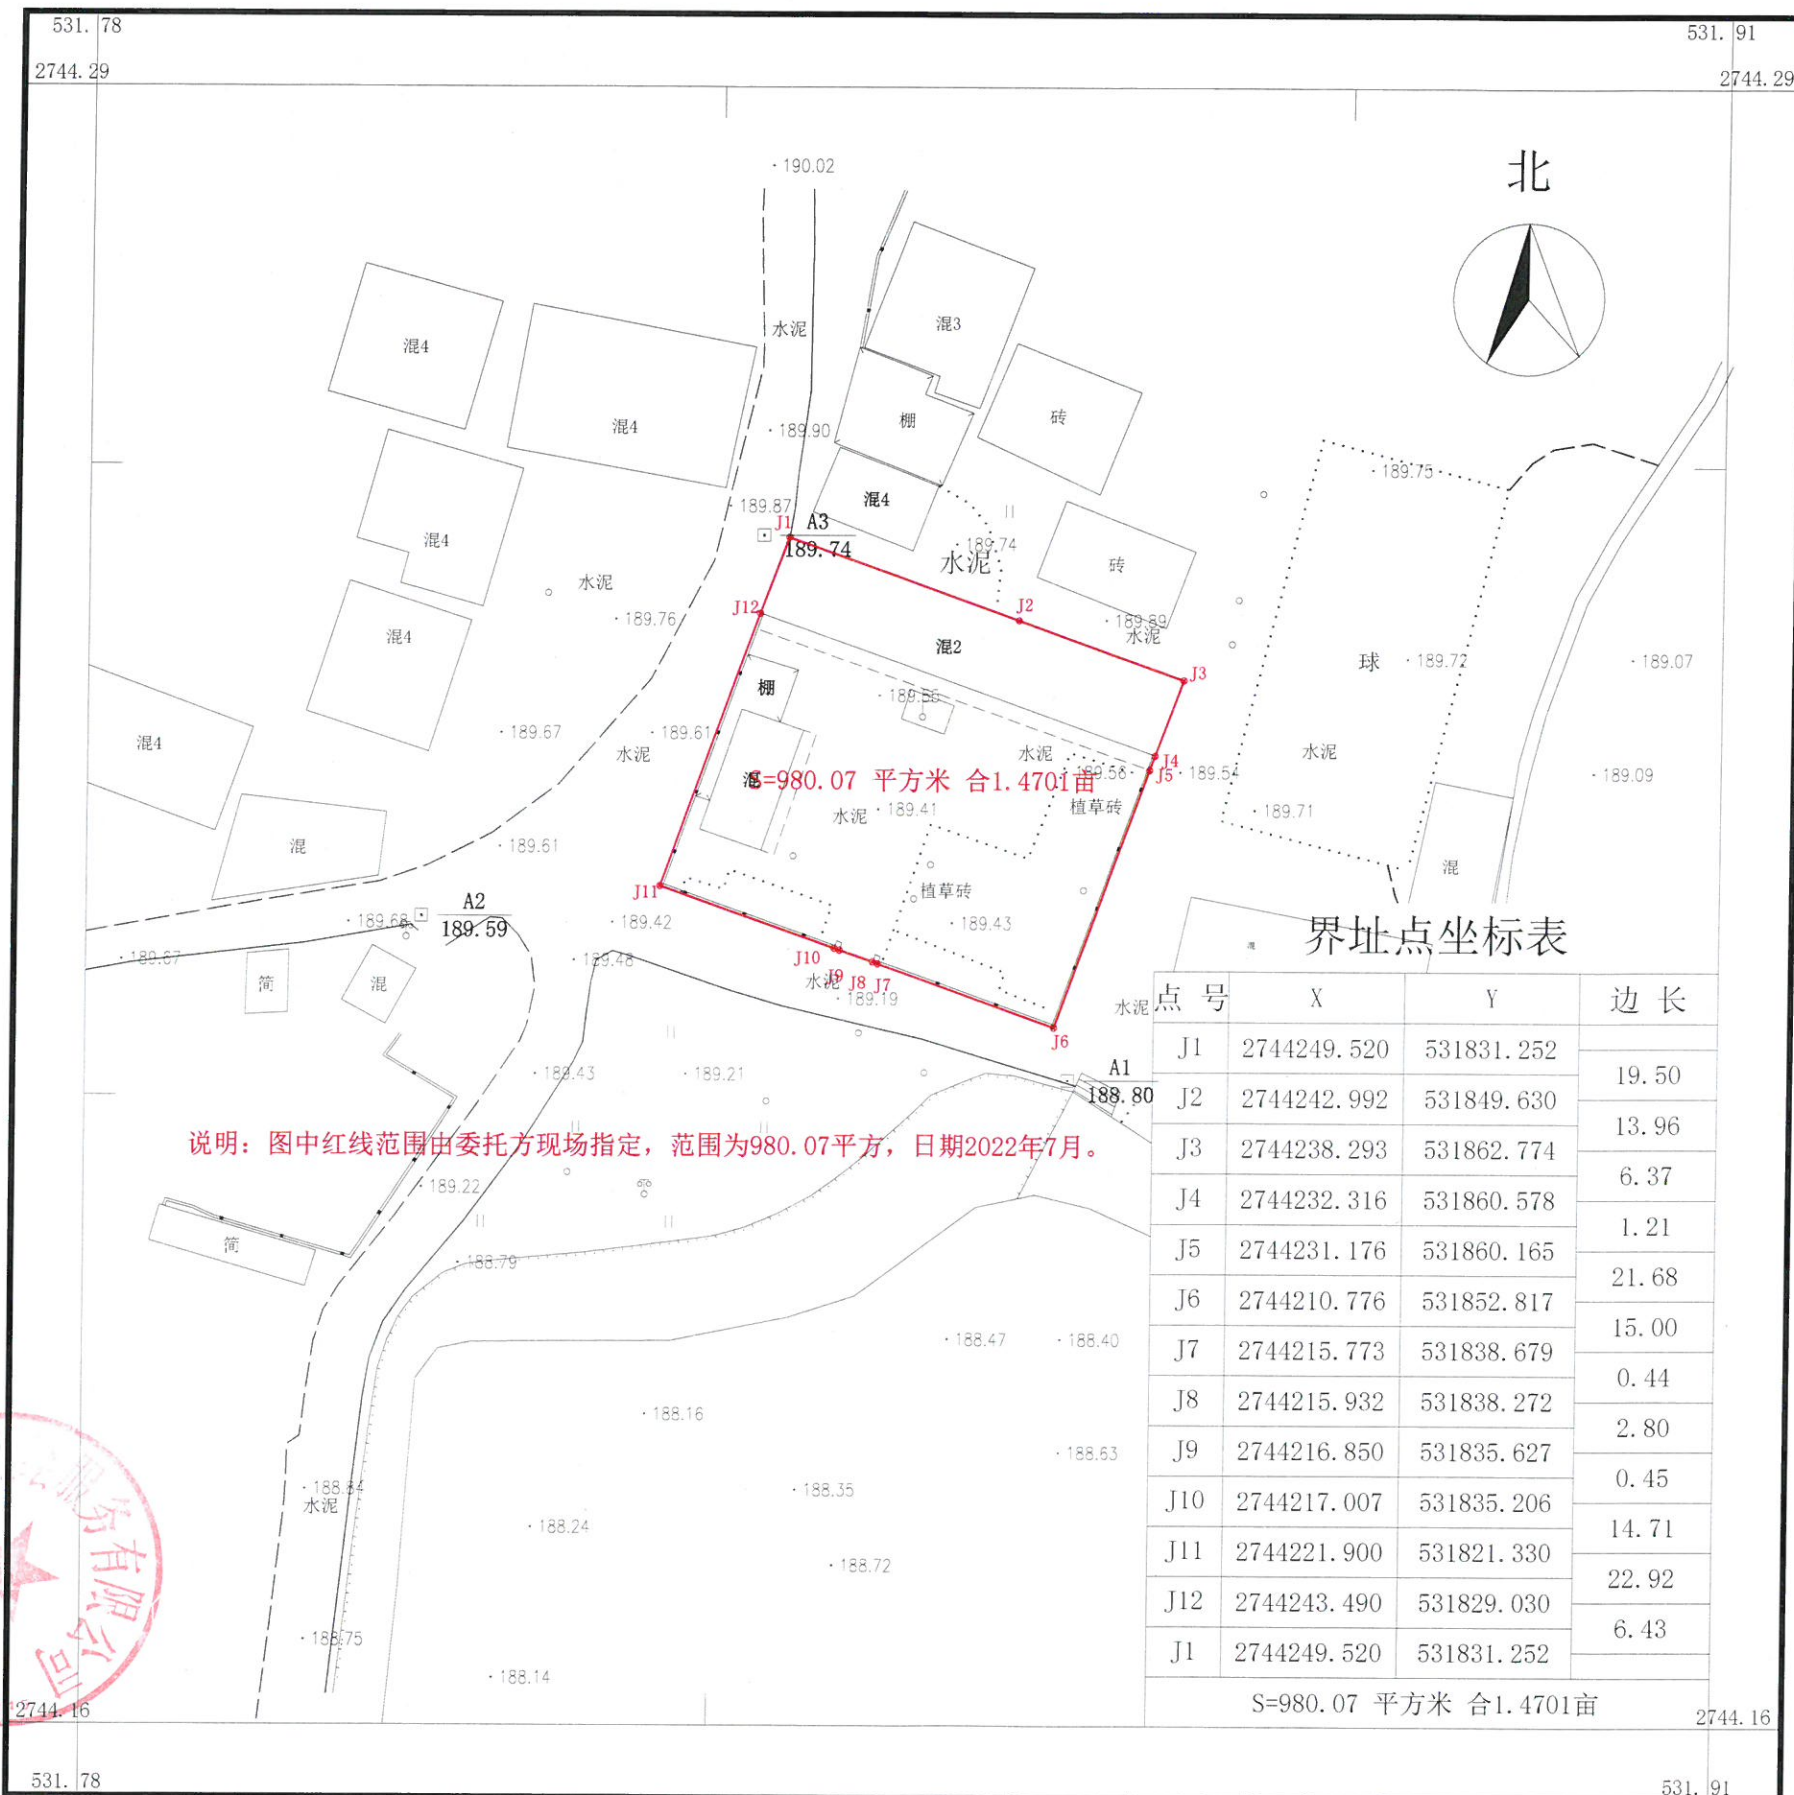 531.78
531.91
2744.29
2744.29
190.02
北
混3
水泥
混4
混4
棚
砖
189.90
189.75
189.87
混4
J1
A3
189.74
混4
189.74
水泥
砖
水泥
J12
189.76
J2
189.89
水泥
混4
混2
球
189.72
189.07
J3
棚
189.67
水泥
189.61
混4
水泥
水泥
J4
J5
189.56
189.54
189.09
混
S=980.07 平方米 合1.4701亩
植草砖
水泥
189.41
189.71
混
189.61
混
J11
植草砖
A2
189.59
189.68
189.42
189.43
189.67
189.48
J10
J9
J8
J7
水泥
189.19
简
混
水泥
J6
189.43
189.21
A1
188.80
说明：图中红线范围由委托方现场指定，范围为980.07平方，日期2022年7月。
189.22
简
188.79
188.47
188.40
188.16
188.63
188.35
水泥
188.24
188.72
188.75
188.14
界址点坐标表
点 号 X Y 边 长
J1 2744249.520 531831.252
19.50
J2 2744242.992 531849.630
13.96
J3 2744238.293 531862.774
6.37
J4 2744232.316 531860.578
1.21
J5 2744231.176 531860.165
21.68
J6 2744210.776 531852.817
15.00
J7 2744215.773 531838.679
0.44
J8 2744215.932 531838.272
2.80
J9 2744216.850 531835.627
0.45
J10 2744217.007 531835.206
14.71
J11 2744221.900 531821.330
22.92
J12 2744243.490 531829.030
6.43
J1 2744249.520 531831.252
S=980.07 平方米 合1.4701亩
服务有限公司
2744.16
2744.16
531.78
531.91